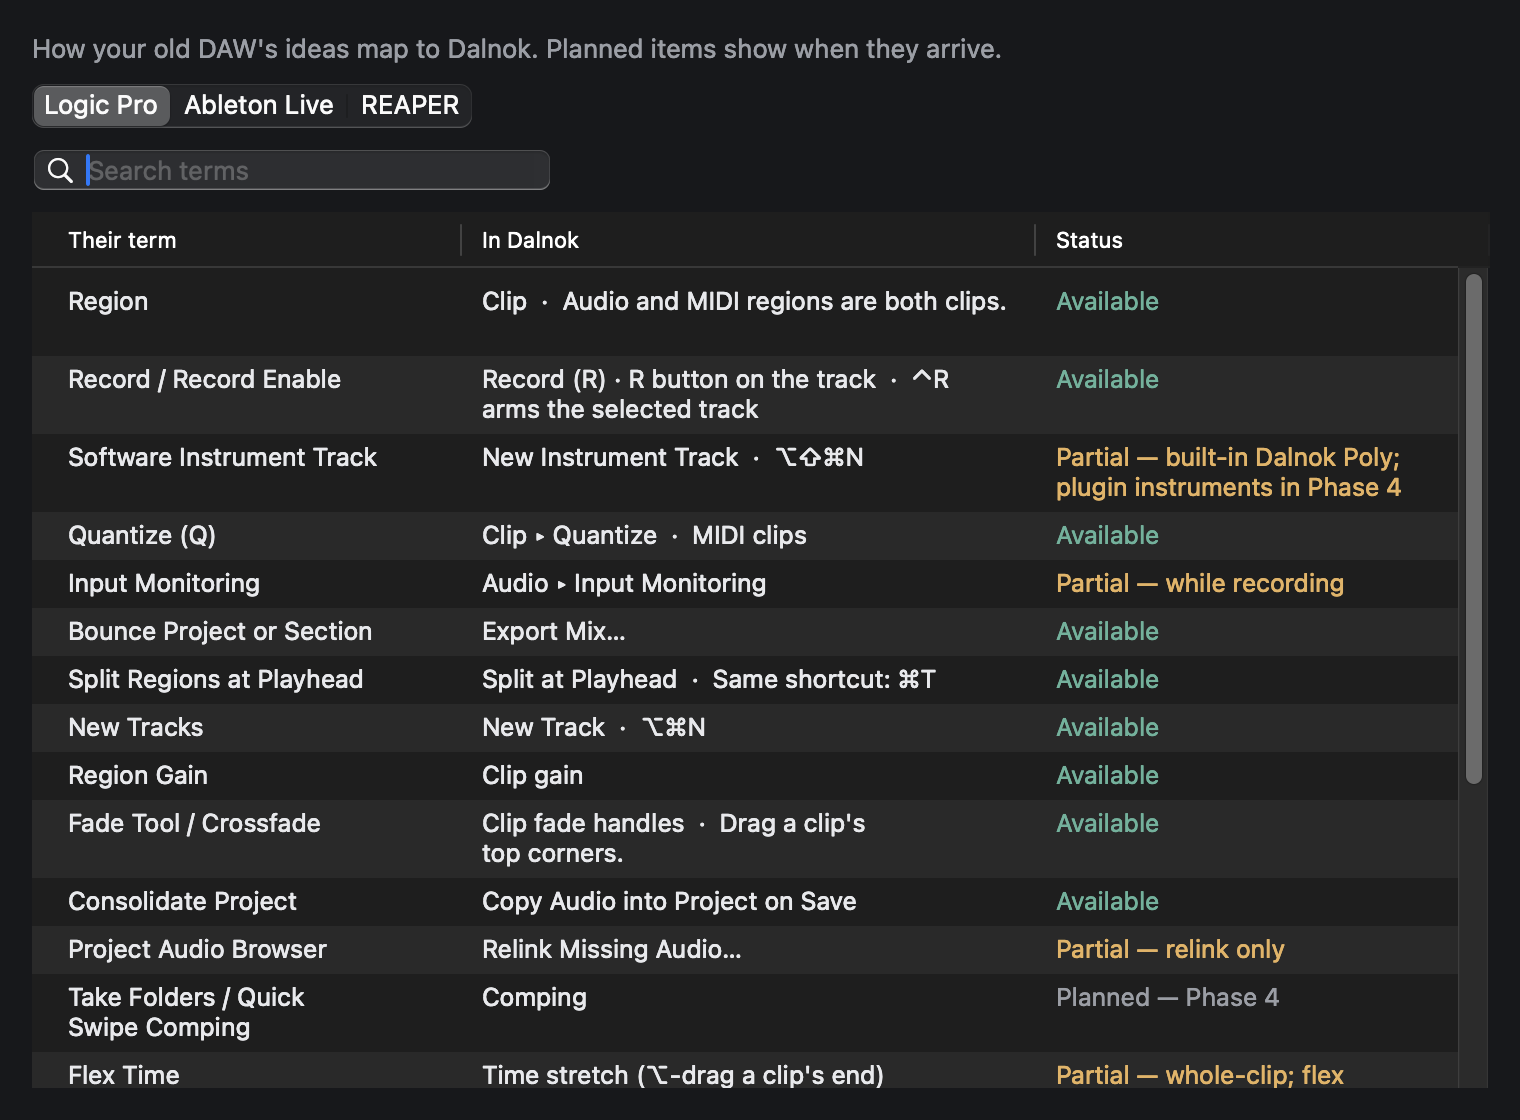 How your old DAW's ideas map to Dalnok. Planned items show when they arrive.
Logic Pro Ableton Live REAPER
Search terms
Their term In Dalnok Status
Region Clip · Audio and MIDI regions are both clips. Available
Record / Record Enable Record (R) · R button on the track · ^R Available
arms the selected track
Software Instrument Track New Instrument Track · ⌥⇧⌘N Partial — built-in Dalnok Poly;
plugin instruments in Phase 4
Quantize (Q) Clip ▸ Quantize · MIDI clips Available
Input Monitoring Audio ▸ Input Monitoring Partial — while recording
Bounce Project or Section Export Mix... Available
Split Regions at Playhead Split at Playhead · Same shortcut: ⌘T Available
New Tracks New Track · ⌥⌘N Available
Region Gain Clip gain Available
Fade Tool / Crossfade Clip fade handles · Drag a clip's Available
top corners.
Consolidate Project Copy Audio into Project on Save Available
Project Audio Browser Relink Missing Audio... Partial — relink only
Take Folders / Quick Comping Planned — Phase 4
Swipe Comping
Flex Time Time stretch (⌥-drag a clip's end) Partial — whole-clip; flex